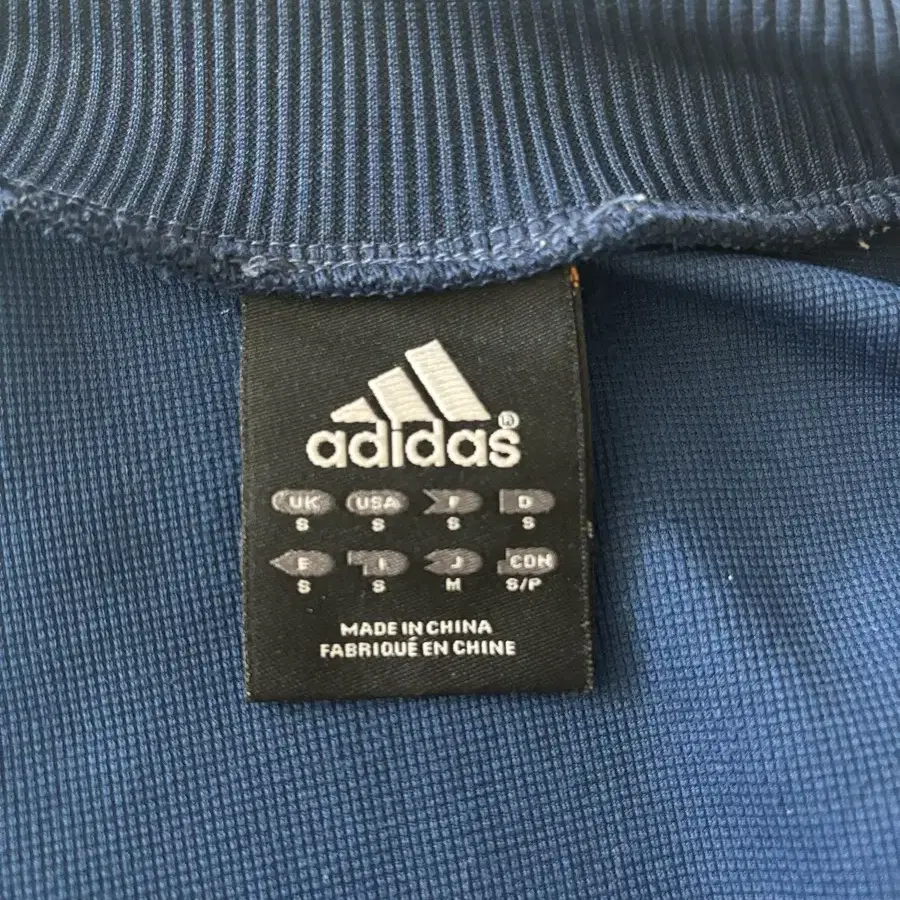 adidas®
UK USA F D
S S S S
E I J CDN
S S M S/P
MADE IN CHINA
FABRIQUÉ EN CHINE